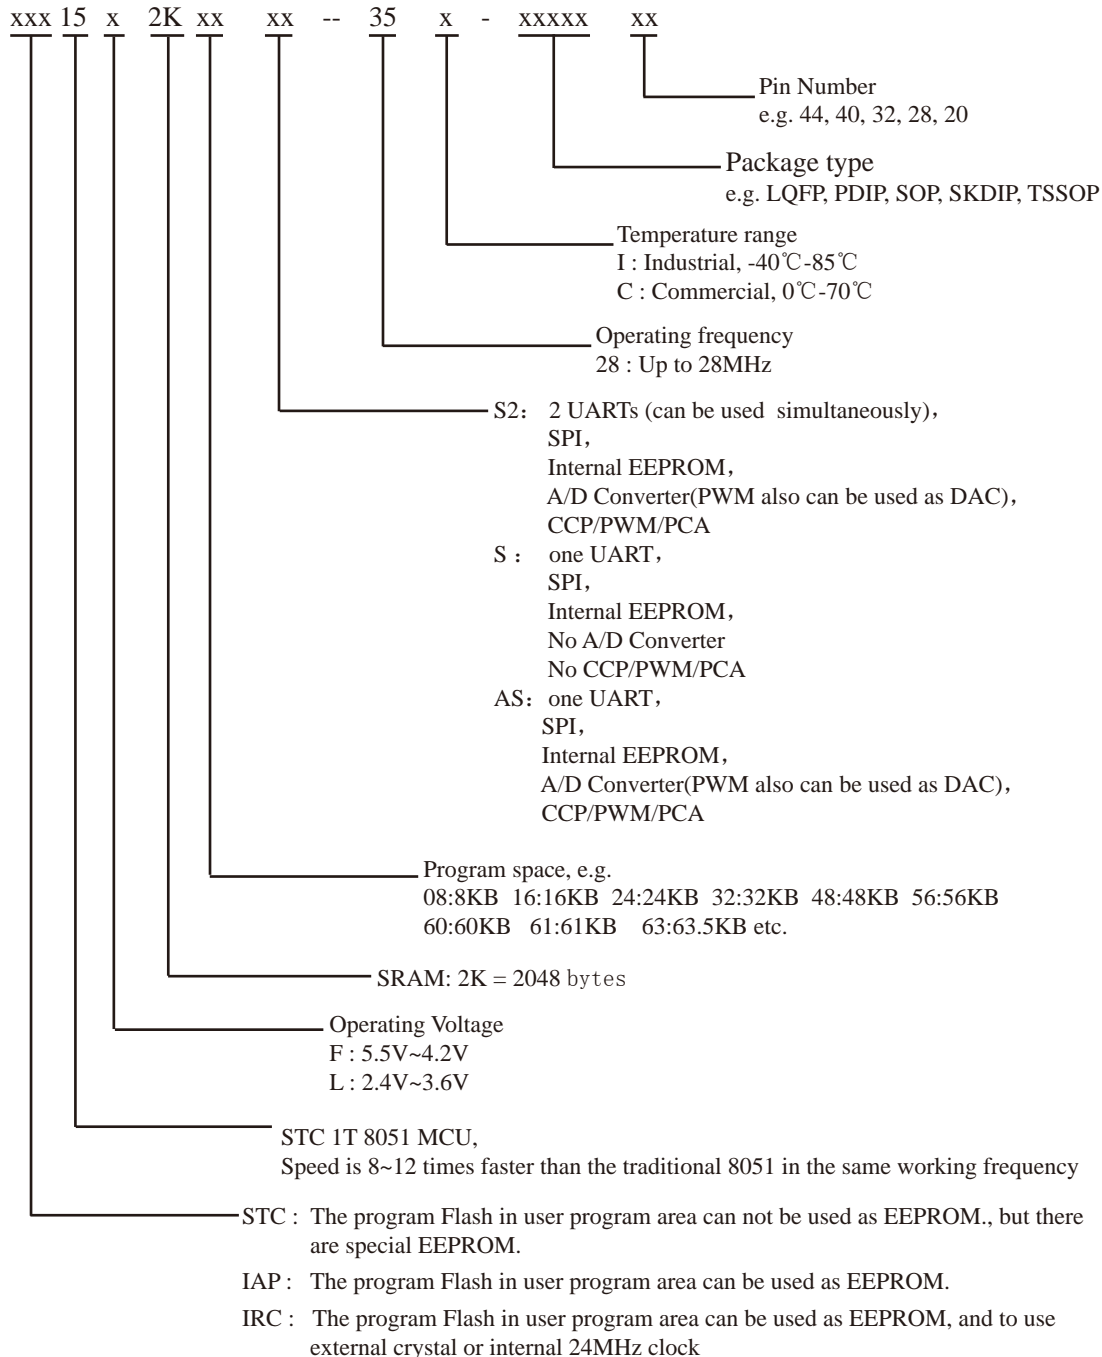 xxx 15 x 2K xx xx -- 35 x - xxxxx xx
Pin Number
e.g. 44, 40, 32, 28, 20
Package type
e.g. LQFP, PDIP, SOP, SKDIP, TSSOP
Temperature range
I : Industrial, -40℃-85℃
C : Commercial, 0℃-70℃
Operating frequency
28 : Up to 28MHz
S2： 2 UARTs (can be used simultaneously)，
SPI，
Internal EEPROM，
A/D Converter(PWM also can be used as DAC)，
CCP/PWM/PCA
S ： one UART，
SPI，
Internal EEPROM，
No A/D Converter
No CCP/PWM/PCA
AS： one UART，
SPI，
Internal EEPROM，
A/D Converter(PWM also can be used as DAC)，
CCP/PWM/PCA
Program space, e.g.
08:8KB 16:16KB 24:24KB 32:32KB 48:48KB 56:56KB
60:60KB 61:61KB 63:63.5KB etc.
SRAM: 2K = 2048 bytes
Operating Voltage
F : 5.5V~4.2V
L : 2.4V~3.6V
STC 1T 8051 MCU,
Speed is 8~12 times faster than the traditional 8051 in the same working frequency
STC : The program Flash in user program area can not be used as EEPROM., but there
are special EEPROM.
IAP : The program Flash in user program area can be used as EEPROM.
IRC : The program Flash in user program area can be used as EEPROM, and to use
external crystal or internal 24MHz clock